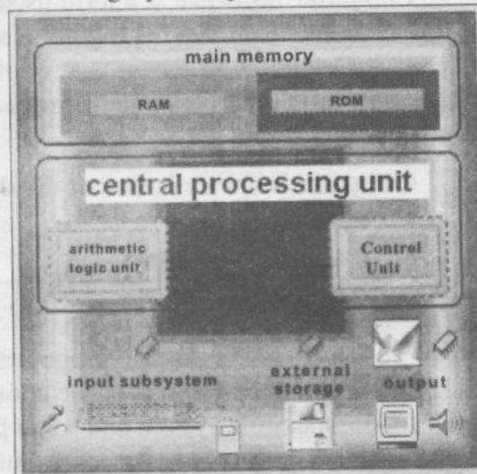 main memory
RAM
ROM
central processing unit
arithmetic
logic unit
Control
Unit
input subsystem
external
storage
output